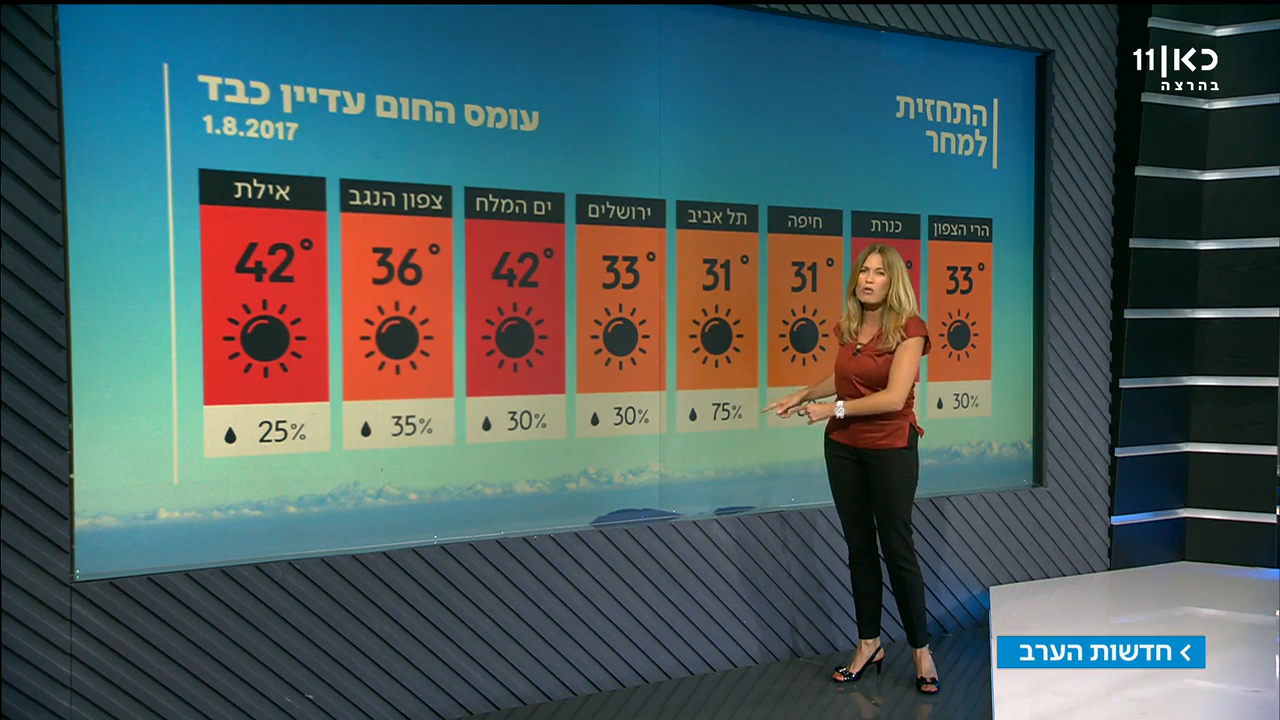 כאן 11
בהרצה
התחזית
למחר
עומס החום עדיין כבד
1.8.2017
הרי הצפון
33°
30%
כנרת
חיפה
31°
תל אביב
31°
75%
ירושלים
33°
30%
ים המלח
42°
30%
צפון הנגב
36°
35%
אילת
42°
25%
חדשות הערב